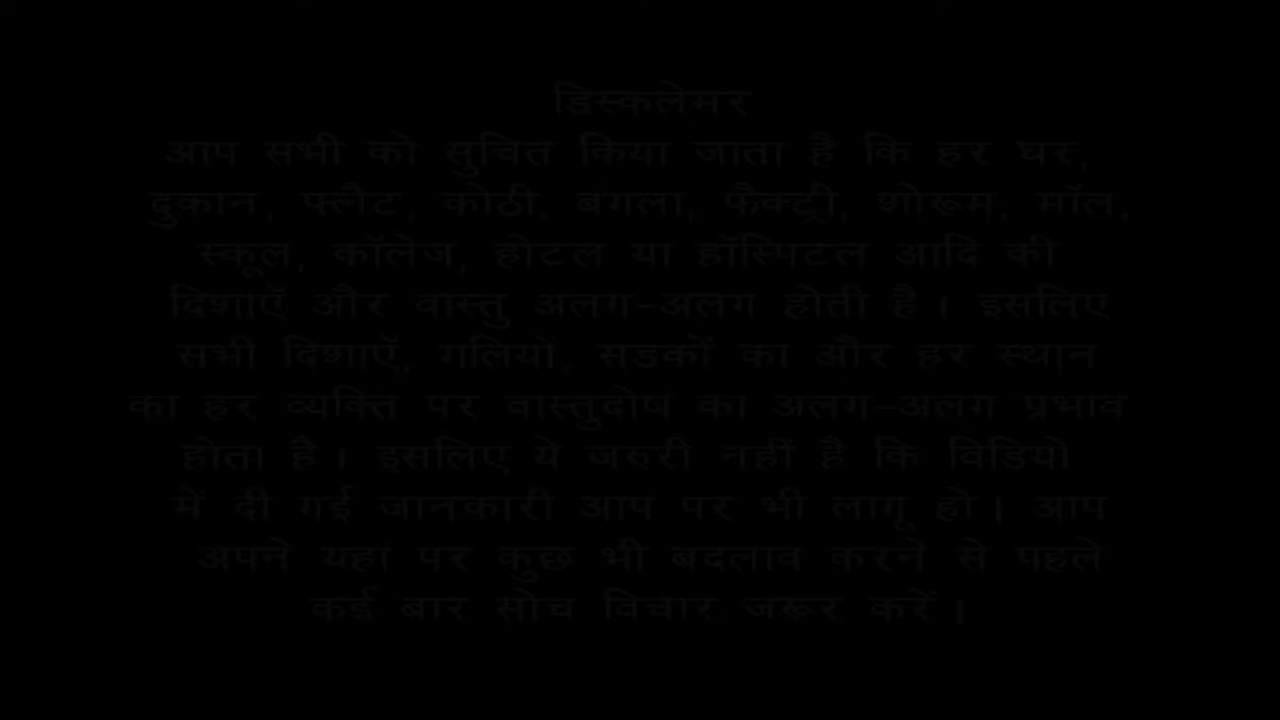 डिस्कलेमर
आप सभी को सुचित किया जाता है कि हर घर,
दुकान, फ्लैट, कोठी, बंगला, फैक्ट्री, शोरूम, मॉल,
स्कूल, कॉलेज, होटल या हॉस्पिटल आदि की
दिशाएँ और वास्तु अलग-अलग होती है। इसलिए
सभी दिशाएँ, गलियों, सडकों का और हर स्थान
का हर व्यक्ति पर वास्तुदोष का अलग-अलग प्रभाव
होता है। इसलिए ये जरुरी नहीं है कि विडियो
में दी गई जानकारी आप पर भी लागू हो। आप
अपने यहां पर कुछ भी बदलाव करने से पहले
कई बार सोच विचार जरूर करें।